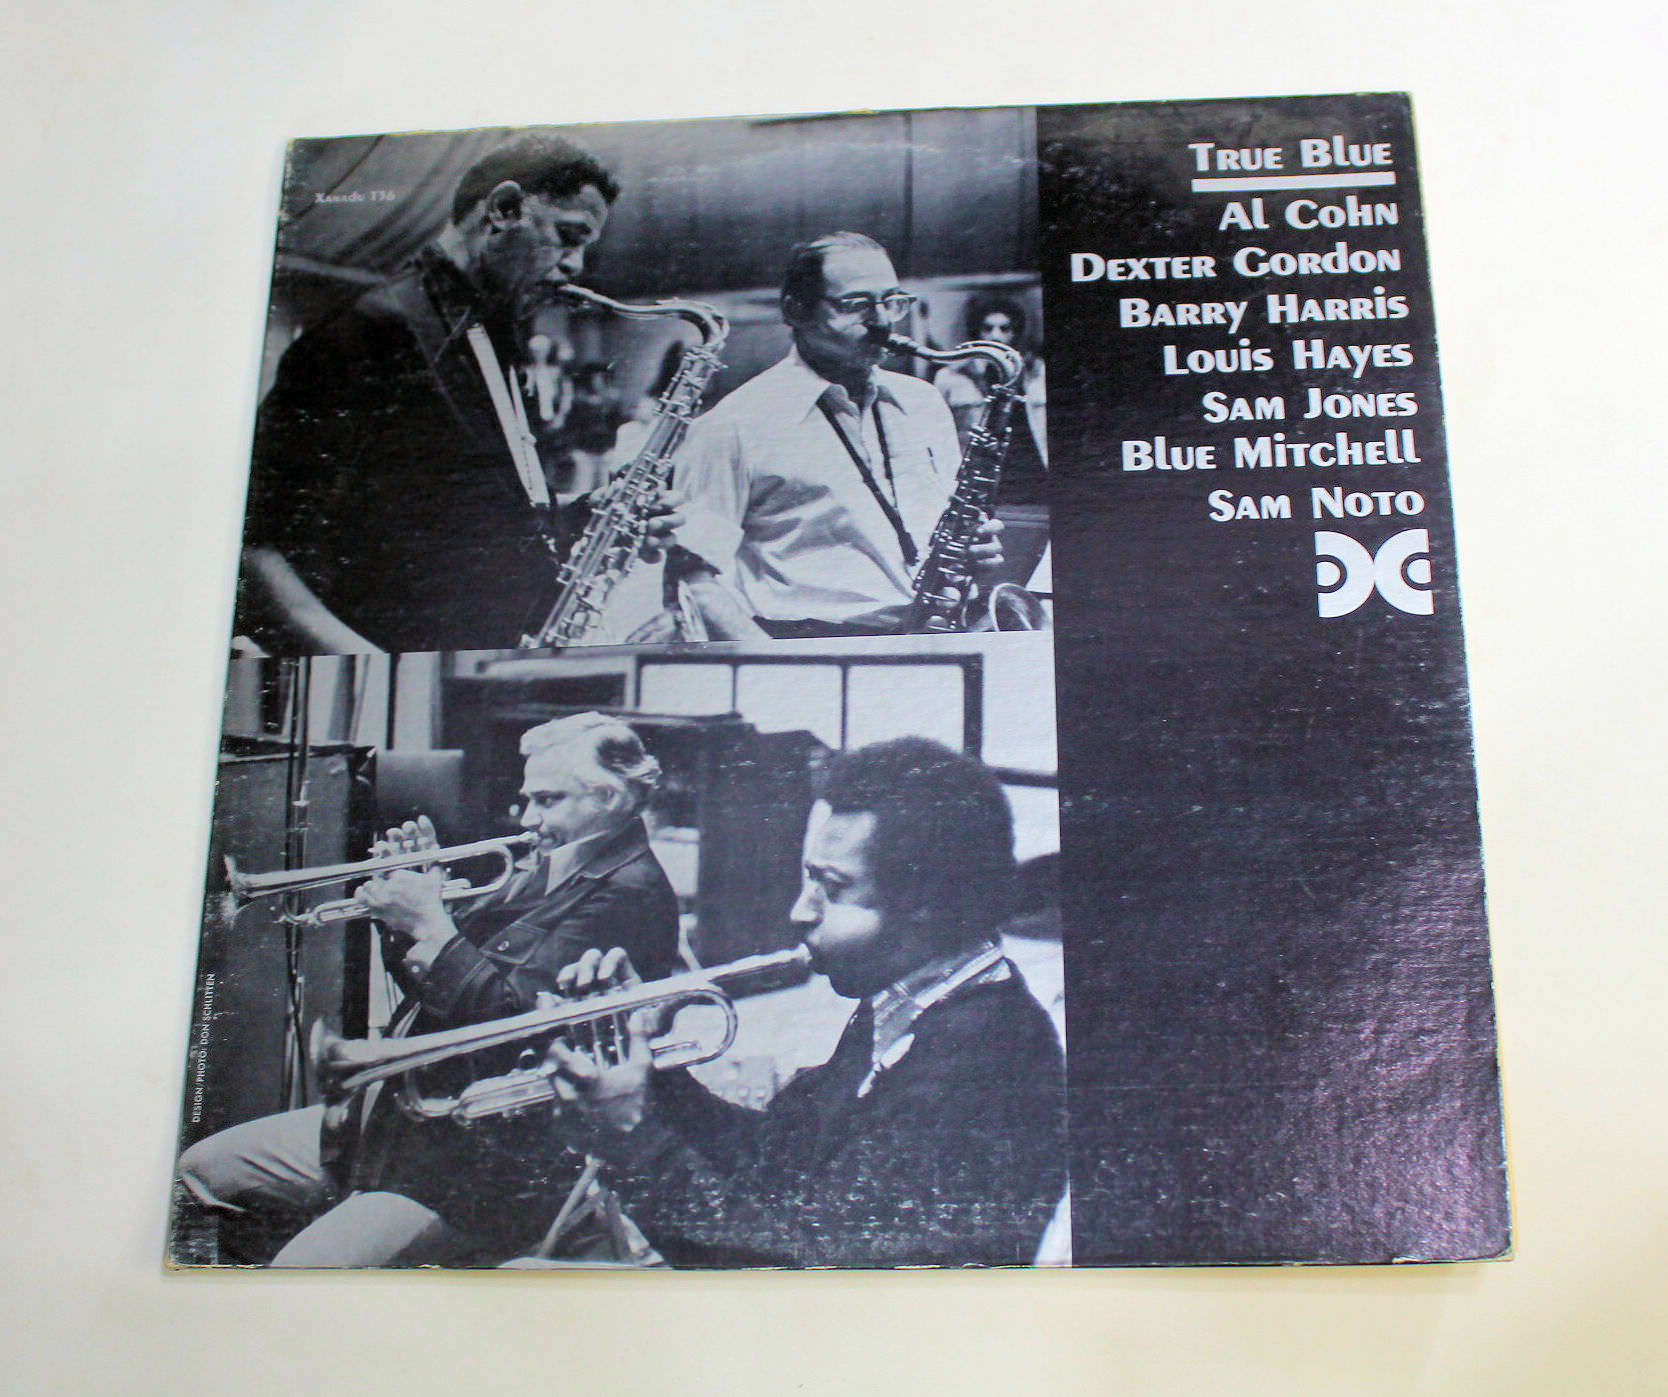 Xanadu 136
True Blue
Al Cohn
Dexter Gordon
Barry Harris
Louis Hayes
Sam Jones
Blue Mitchell
Sam Noto
DESIGN/PHOTO: DON SCHLITTEN